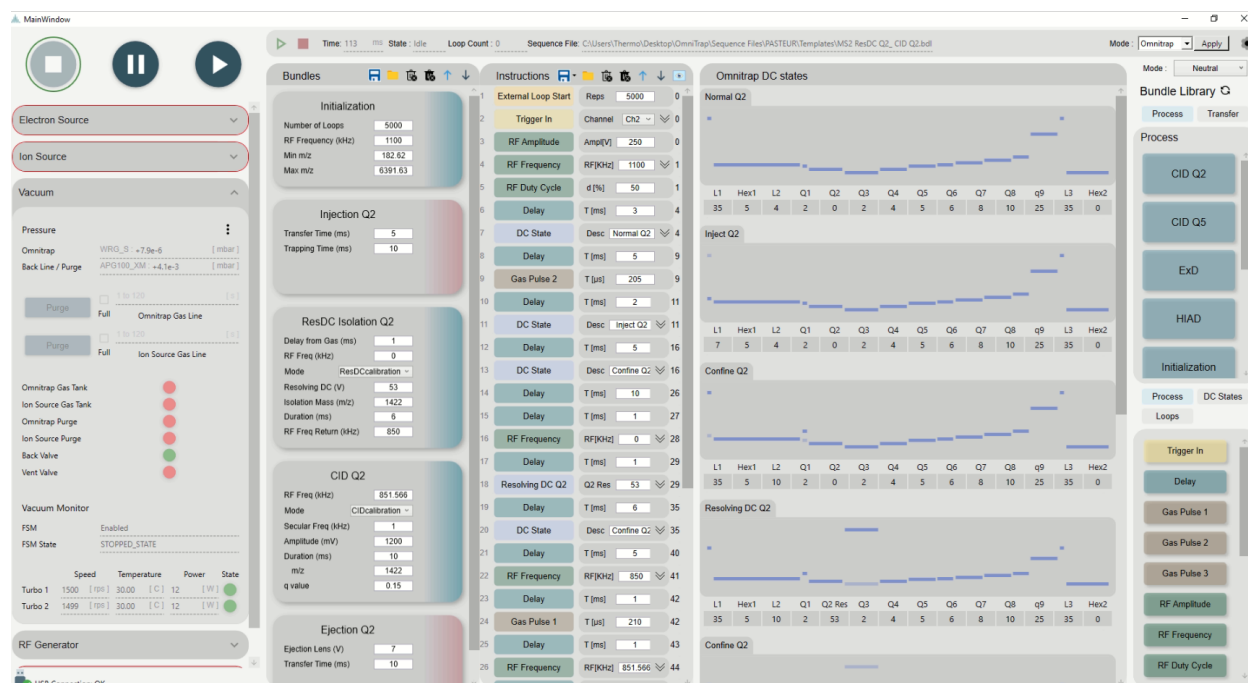 MainWindow
Time: 113 ms State : Idle Loop Count : 0 Sequence File: C:\Users\Thermo\Desktop\OmniTrap\Sequence Files\PASTEUR\Templates\MS2 ResDC Q2_ CID Q2.bdl
Mode : Omnitrap Apply
Electron Source
Ion Source
Vacuum
Pressure
Omnitrap WRG_S : +7.9e-6 [ mbar ]
Back Line / Purge APG100_XM : +4.1e-3 [ mbar ]
Purge Full 1 to 120 [ s ]
Omnitrap Gas Line
Purge Full 1 to 120 [ s ]
Ion Source Gas Line
Omnitrap Gas Tank
Ion Source Gas Tank
Omnitrap Purge
Ion Source Purge
Back Valve
Vent Valve
Vacuum Monitor
FSM Enabled
FSM State STOPPED_STATE
Speed Temperature Power State
Turbo 1 1500 [ rps ] 30.00 [ C ] 12 [ W ]
Turbo 2 1499 [ rps ] 30.00 [ C ] 12 [ W ]
RF Generator
Bundles
Initialization
Number of Loops 5000
RF Frequency (kHz) 1100
Min m/z 182.62
Max m/z 6391.63
Injection Q2
Transfer Time (ms) 5
Trapping Time (ms) 10
ResDC Isolation Q2
Delay from Gas (ms) 1
RF Freq (kHz) 0
Mode ResDCcalibration
Resolving DC (V) 53
Isolation Mass (m/z) 1422
Duration (ms) 6
RF Freq Return (kHz) 850
CID Q2
RF Freq (kHz) 851.566
Mode CIDcalibration
Secular Freq (kHz) 1
Amplitude (mV) 1200
Duration (ms) 10
m/z 1422
q value 0.15
Ejection Q2
Ejection Lens (V) 7
Transfer Time (ms) 10
Instructions
1 External Loop Start Reps 5000 0
2 Trigger In Channel Ch2 0
3 RF Amplitude Ampl[V] 250 0
4 RF Frequency RF[KHz] 1100 1
5 RF Duty Cycle d [%] 50 1
6 Delay T [ms] 3 4
7 DC State Desc Normal Q2 4
8 Delay T [ms] 5 9
9 Gas Pulse 2 T [µs] 205 9
10 Delay T [ms] 2 11
11 DC State Desc Inject Q2 11
12 Delay T [ms] 5 16
13 DC State Desc Confine Q2 16
14 Delay T [ms] 10 26
15 Delay T [ms] 1 27
16 RF Frequency RF[KHz] 0 28
17 Delay T [ms] 1 29
18 Resolving DC Q2 Q2 Res 53 29
19 Delay T [ms] 6 35
20 DC State Desc Confine Q2 35
21 Delay T [ms] 5 40
22 RF Frequency RF[KHz] 850 41
23 Delay T [ms] 1 42
24 Gas Pulse 1 T [µs] 210 42
25 Delay T [ms] 1 43
26 RF Frequency RF[KHz] 851.566 44
Omnitrap DC states
Normal Q2
L1 Hex1 L2 Q1 Q2 Q3 Q4 Q5 Q6 Q7 Q8 q9 L3 Hex2
35 5 4 2 0 2 4 5 6 8 10 25 35 0
Inject Q2
L1 Hex1 L2 Q1 Q2 Q3 Q4 Q5 Q6 Q7 Q8 q9 L3 Hex2
7 5 4 2 0 2 4 5 6 8 10 25 35 0
Confine Q2
L1 Hex1 L2 Q1 Q2 Q3 Q4 Q5 Q6 Q7 Q8 q9 L3 Hex2
35 5 10 2 0 2 4 5 6 8 10 25 35 0
Resolving DC Q2
L1 Hex1 L2 Q1 Q2 Res Q3 Q4 Q5 Q6 Q7 Q8 q9 L3 Hex2
35 5 10 2 53 2 4 5 6 8 10 25 35 0
Confine Q2
Mode : Neutral
Bundle Library
Process Transfer
Process
CID Q2
CID Q5
ExD
HIAD
Initialization
Process DC States
Loops
Trigger In
Delay
Gas Pulse 1
Gas Pulse 2
Gas Pulse 3
RF Amplitude
RF Frequency
RF Duty Cycle